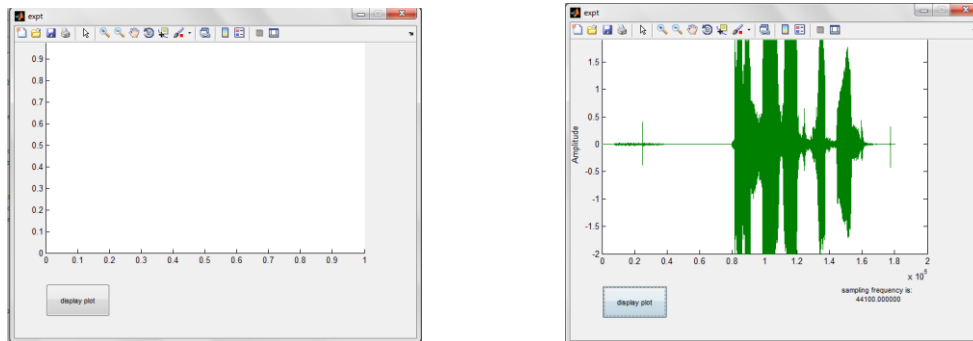 expt
0.9
0.8
0.7
0.6
0.5
0.4
0.3
0.2
0.1
0
0 0.1 0.2 0.3 0.4 0.5 0.6 0.7 0.8 0.9 1
display plot
expt
1.5
1
0.5
0
-0.5
-1
-1.5
-2
Amplitude
0 0.2 0.4 0.6 0.8 1 1.2 1.4 1.6 1.8 2
x 10^5
sampling frequency is:
44100.000000
display plot